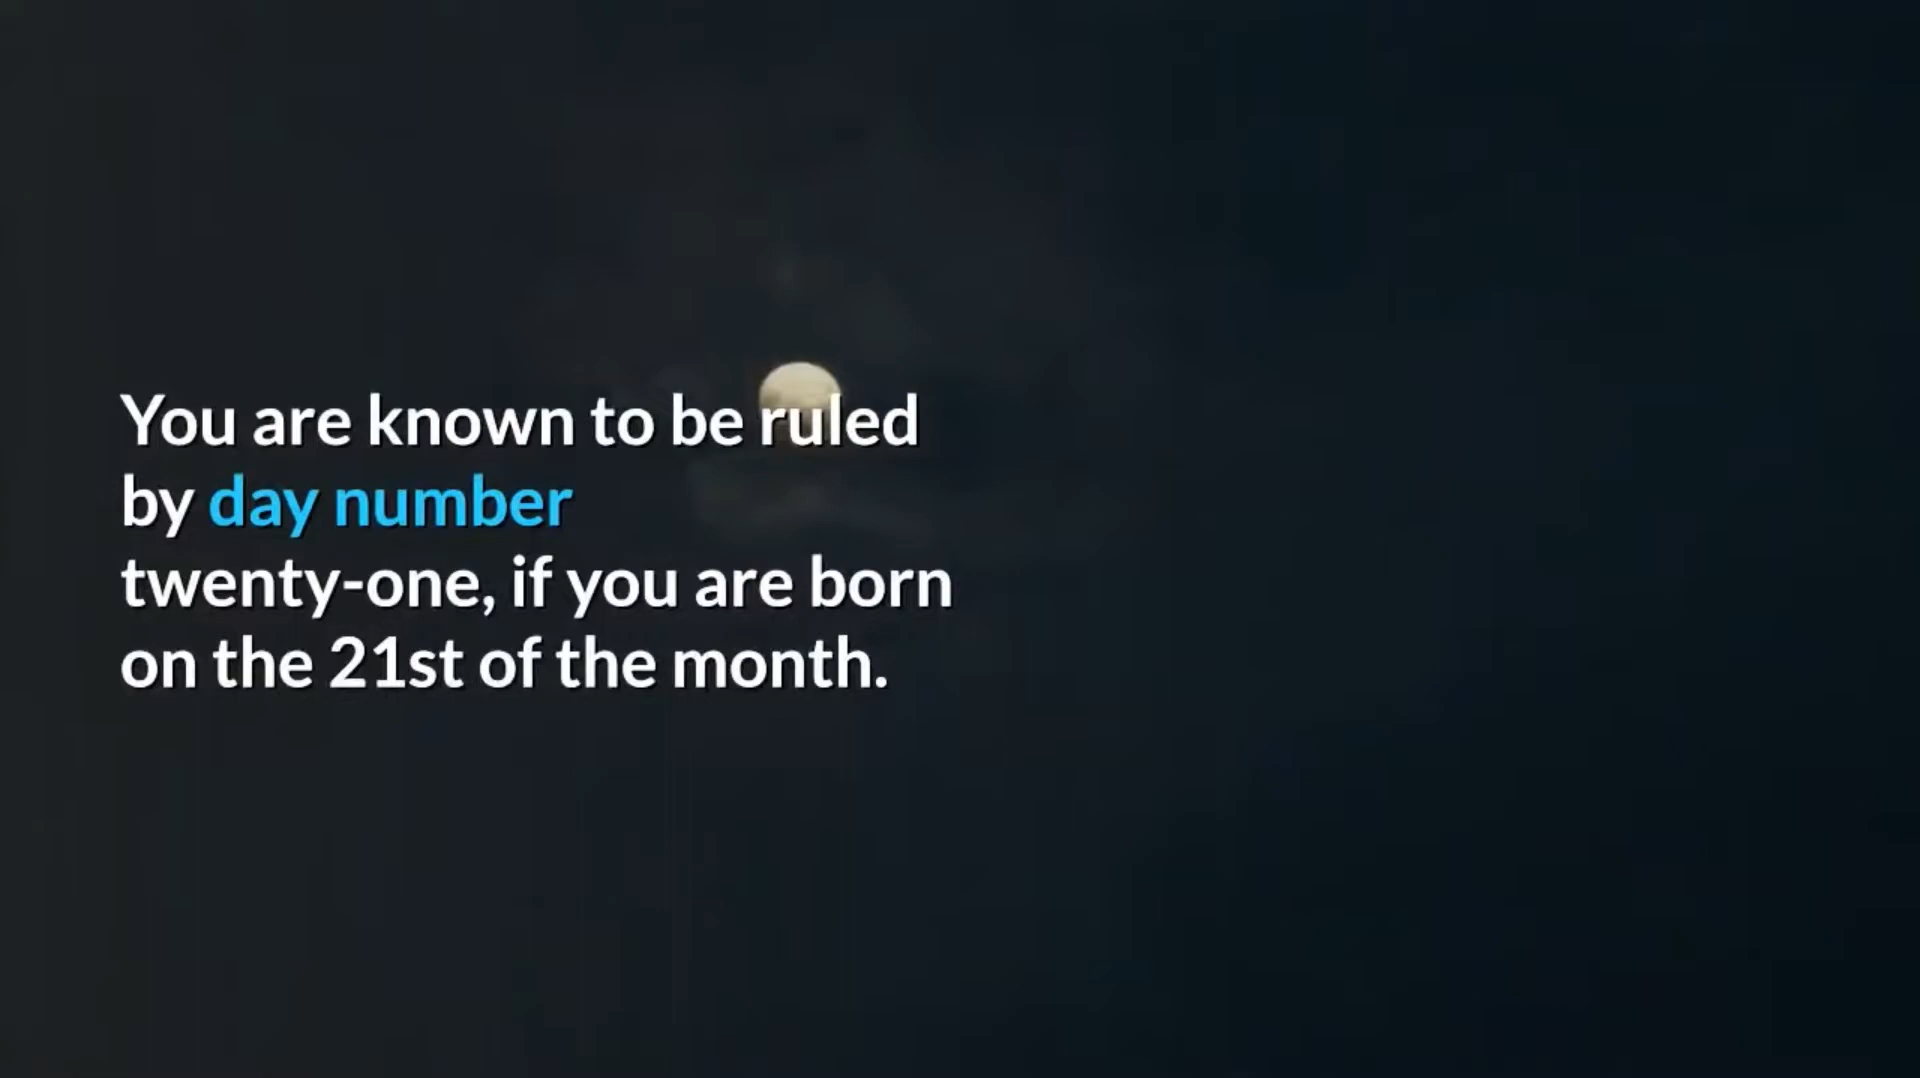 You are known to be ruled
by day number
twenty-one, if you are born
on the 21st of the month.